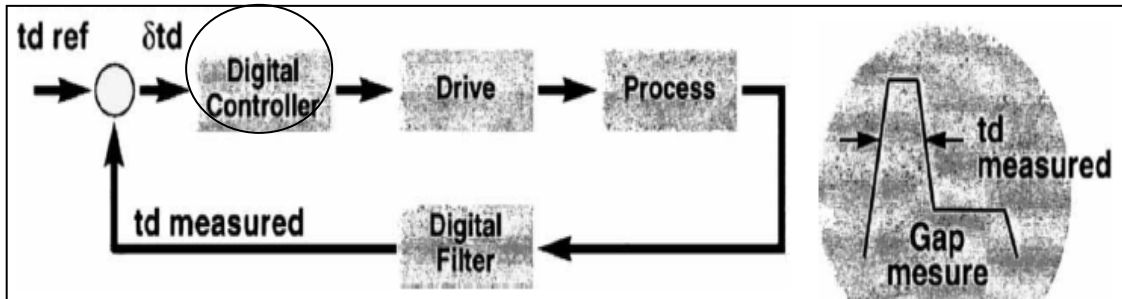 td ref
δtd
Digital
Controller
Drive
Process
td measured
Digital
Filter
td
measured
Gap
mesure